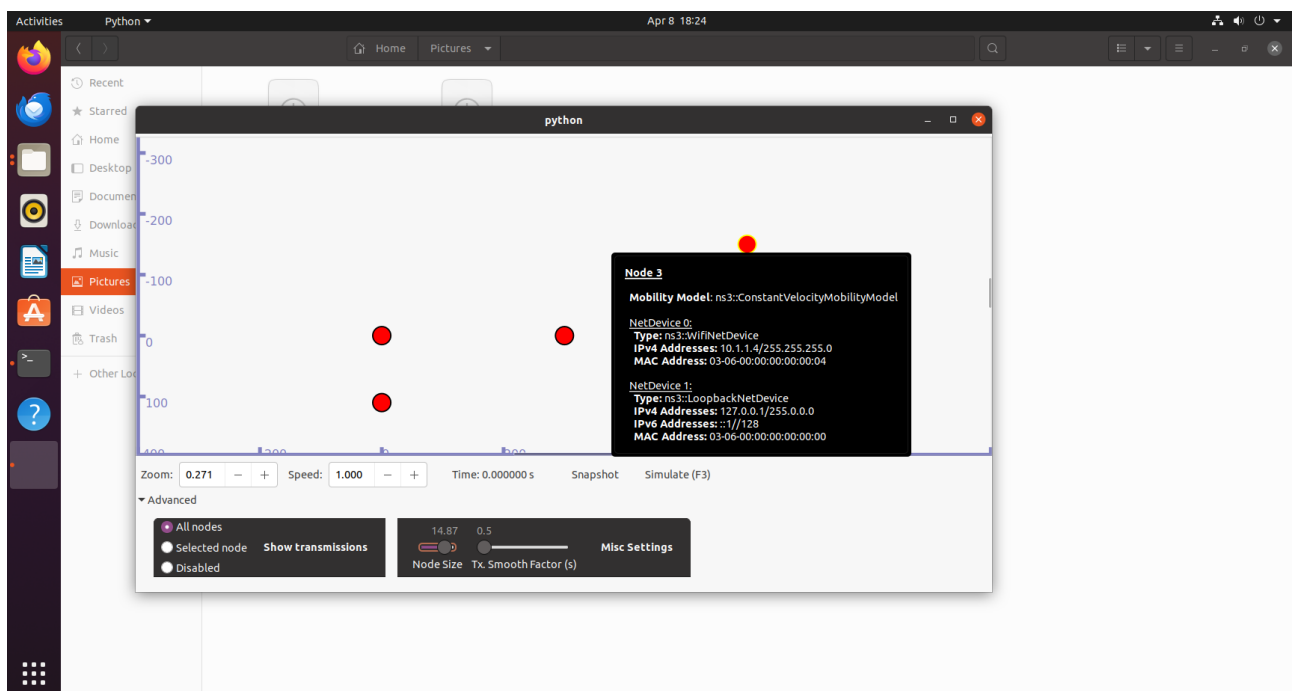 Activities Python Apr 8 18:24
Home Pictures
Recent
Starred
Home
Desktop
Documen
Downloa
Music
Pictures
Videos
Trash
+ Other Loc
python
-300
-200
-100
0
100
Node 3
Mobility Model: ns3::ConstantVelocityMobilityModel
NetDevice 0:
Type: ns3::WifiNetDevice
IPv4 Addresses: 10.1.1.4/255.255.255.0
MAC Address: 03-06-00:00:00:00:00:04
NetDevice 1:
Type: ns3::LoopbackNetDevice
IPv4 Addresses: 127.0.0.1/255.0.0.0
IPv6 Addresses: ::1//128
MAC Address: 03-06-00:00:00:00:00:00
Zoom: 0.271 − + Speed: 1.000 − + Time: 0.000000 s Snapshot Simulate (F3)
Advanced
All nodes
Selected node Show transmissions
Disabled
14.87 0.5
Misc Settings
Node Size Tx. Smooth Factor (s)